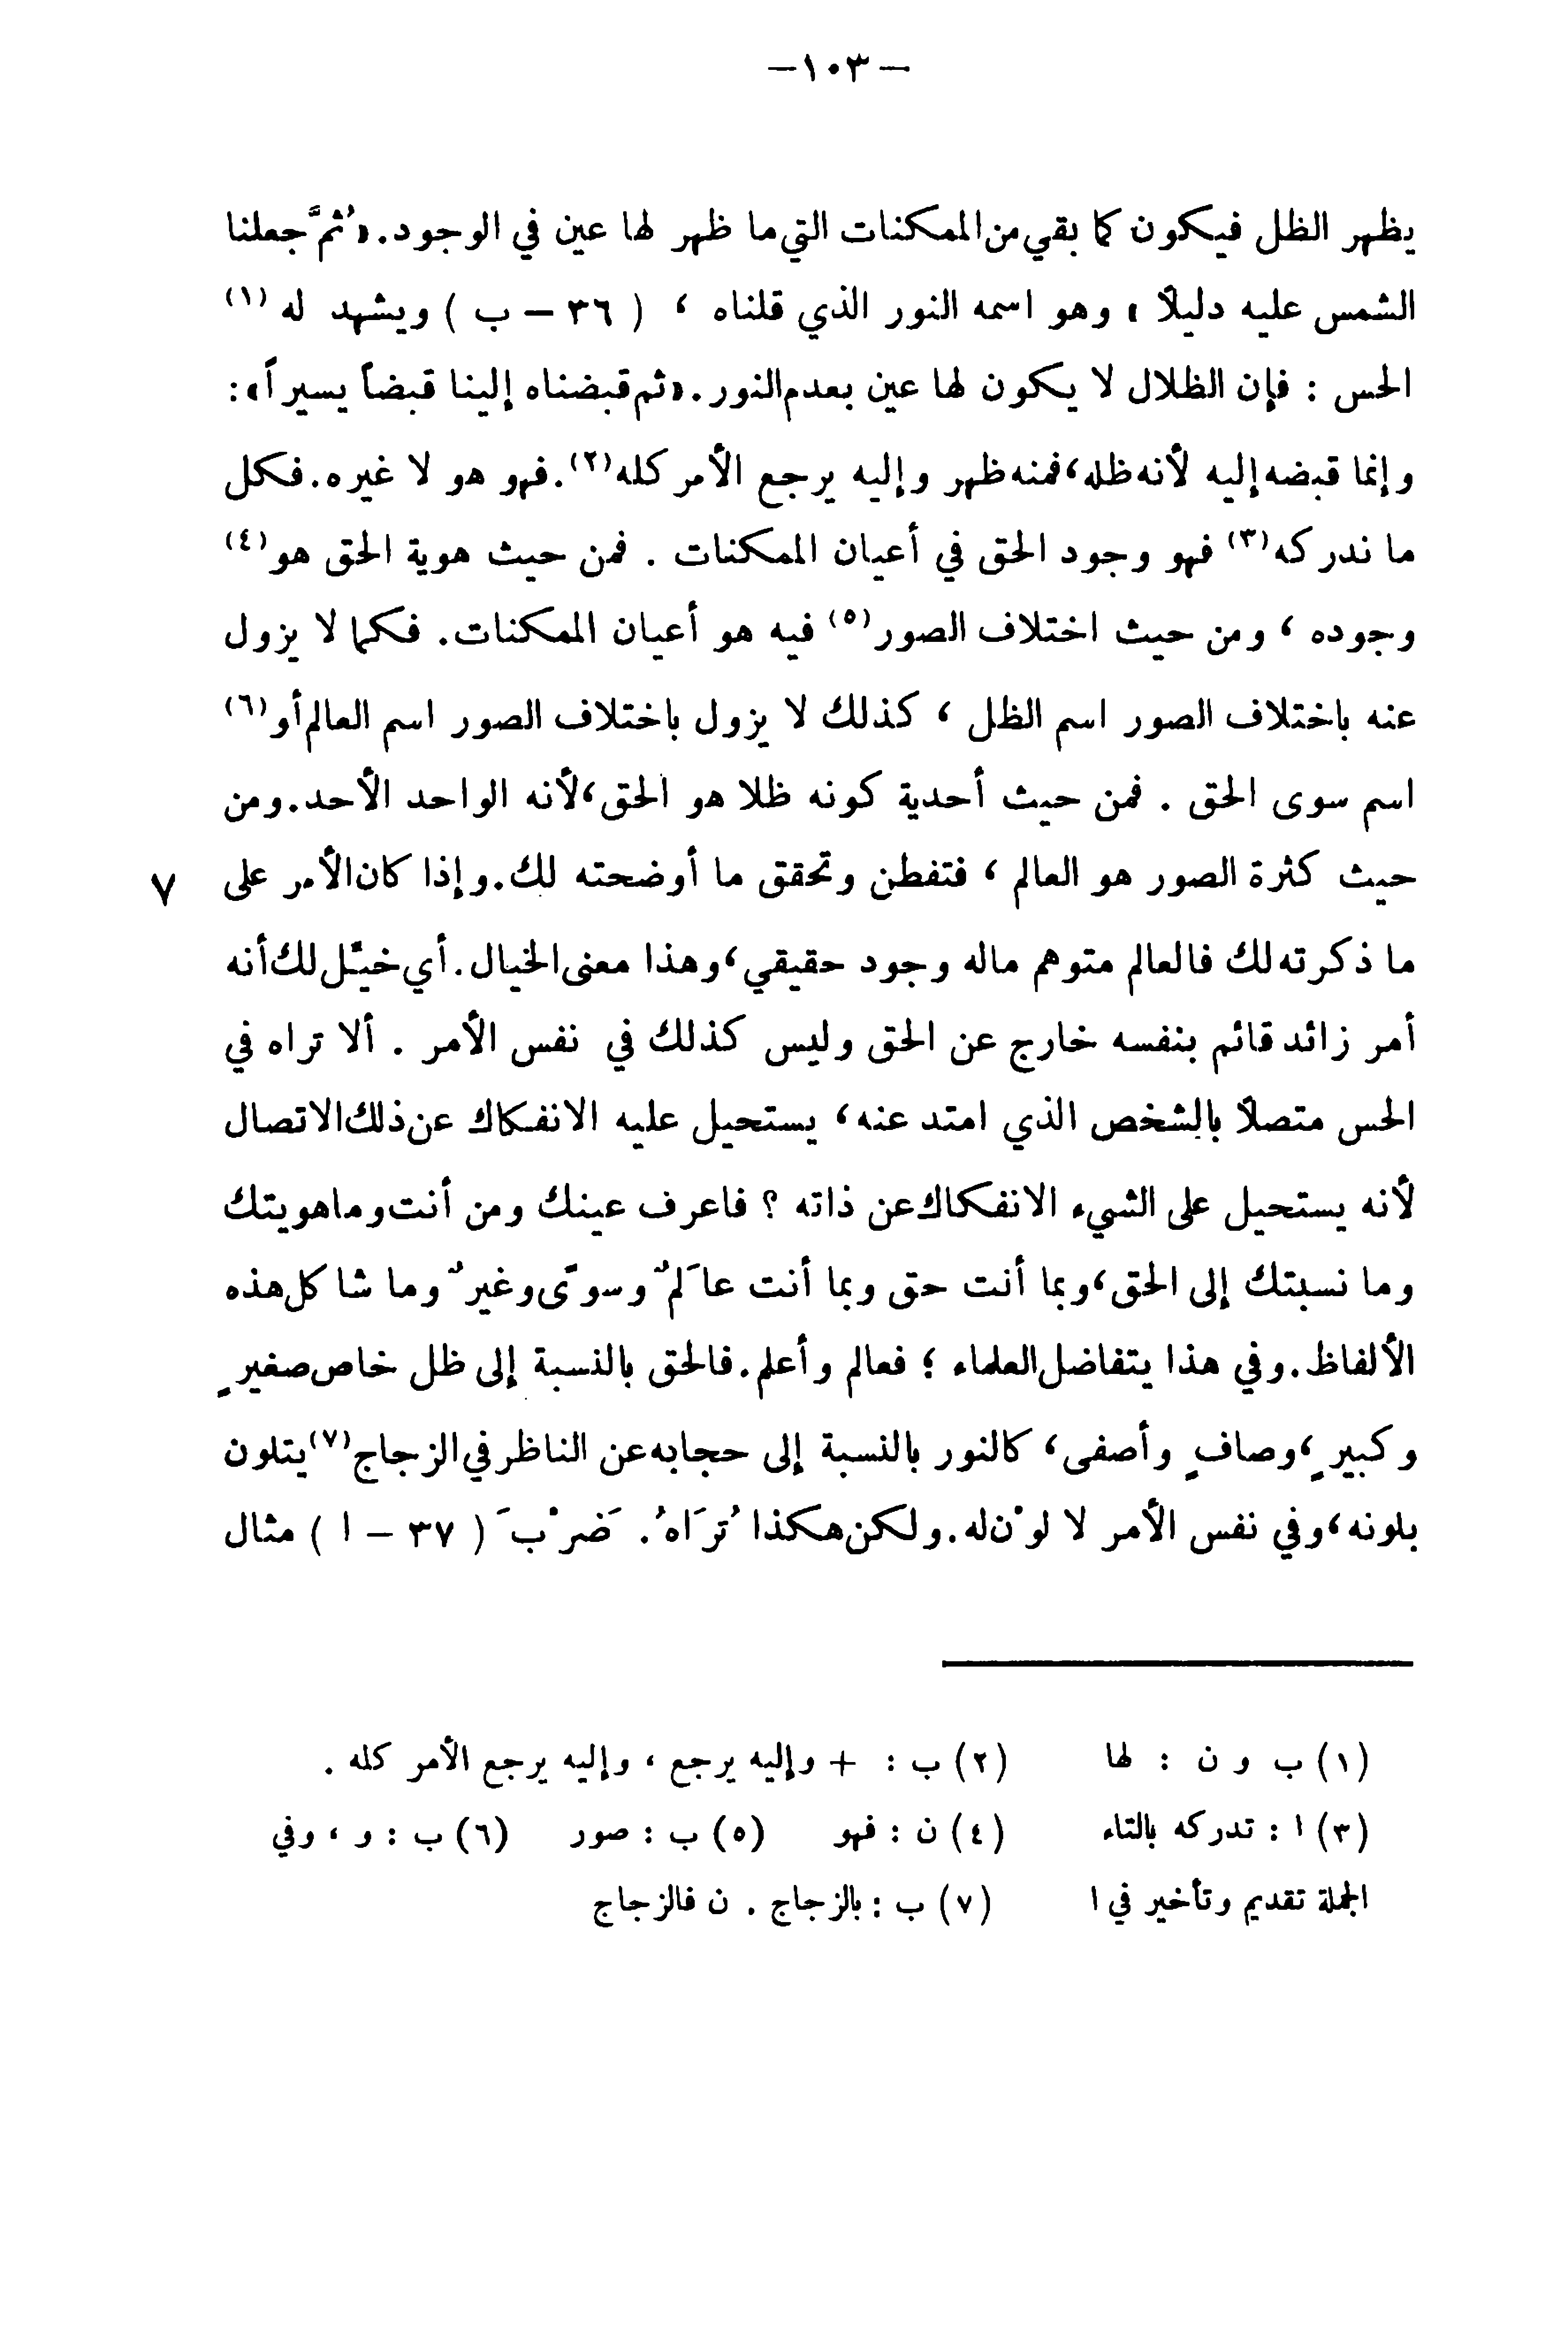 –١٠٣–
يظهر الظل فيكون كما بقي من الممكنات التي ما ظهر لها عين في الوجود. «ثُمَّ جعلنا
الشمس عليه دليلاً» وهو اسمه النور الذي قلناه ، ( ٣٦ – ب ) ويشهد له (١)
الحس : فإن الظلال لا يكون لها عين بعدم النور. «ثم قبضناه إلينا قبضاً يسيراً»:
وإنما قبضه إليه لأنه ظله، فمنه ظهر وإليه يرجع الأمر كله(٢). فهو هو لا غيره. فكل
ما ندركه(٣) فهو وجود الحق في أعيان الممكنات . فمن حيث هوية الحق هو(٤)
وجوده ، ومن حيث اختلاف الصور(٥) فيه هو أعيان الممكنات. فكما لا يزول
عنه باختلاف الصور اسم الظل ، كذلك لا يزول باختلاف الصور اسم العالم أو(٦)
اسم سوى الحق . فمن حيث أحدية كونه ظلا هو الحق، لأنه الواحد الأحد. ومن
حيث كثرة الصور هو العالم ، فتفطن وتحقق ما أوضحته لك. وإذا كان الأمر على ٧
ما ذكرته لك فالعالم متوهم ماله وجود حقيقي، وهذا معنى الخيال. أي خيّل لك أنه
أمر زائد قائم بنفسه خارج عن الحق وليس كذلك في نفس الأمر . ألا تراه في
الحس متصلاً بالشخص الذي امتد عنه ، يستحيل عليه الانفكاك عن ذلك الاتصال
لأنه يستحيل على الشيء الانفكاك عن ذاته ؟ فاعرف عينك ومن أنت وما هويتك
وما نسبتك إلى الحق، وبما أنت حق وبما أنت عالَمٌ وسوًى وغيرٌ وما شاكل هذه
الألفاظ. وفي هذا يتفاضل العلماء ؛ فعالم وأعلم. فالحق بالنسبة إلى ظل خاص صغيرٍ
وكبيرٍ، وصافٍ وأصفى ، كالنور بالنسبة إلى حجابه عن الناظر في الزجاج(٧) يتلون
بلونه، وفي نفس الأمر لا لوْن له. ولكن هكذا تُرَاهُ. ضَرْبَ ( ٣٧ – ا ) مثال
(١) ب و ن : لها (٢) ب : + وإليه يرجع ، وإليه يرجع الأمر كله .
(٣) ا : تدركه بالتاء (٤) ن : فهو (٥) ب : صور (٦) ب : و ، وفي
الجملة تقديم وتأخير في ا (٧) ب : بالزجاج . ن فالزجاج